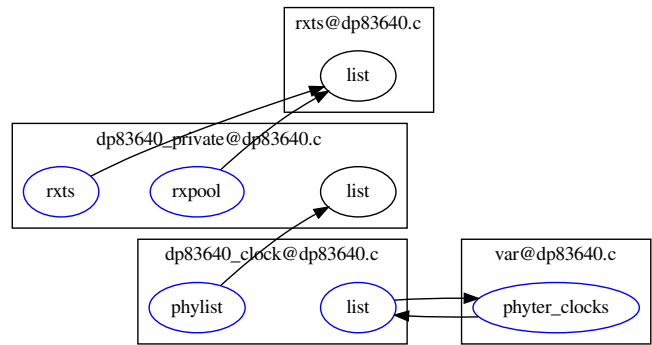 rxts@dp83640.c
list
dp83640_private@dp83640.c
rxts
rxpool
list
dp83640_clock@dp83640.c
phylist
list
var@dp83640.c
phyter_clocks